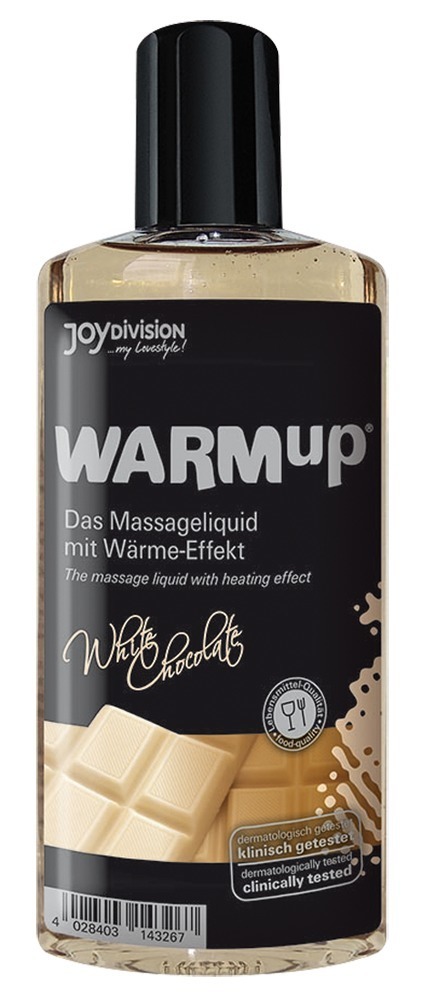 JOYDIVISION
...my Lovestyle!
WARMup®
Das Massageliquid
mit Wärme-Effekt
The massage liquid with heating effect
White Chocolate
Lebensmittel-Qualität
food-quality
dermatologisch getestet
klinisch getestet
dermatologically tested
clinically tested
4 028403 143267